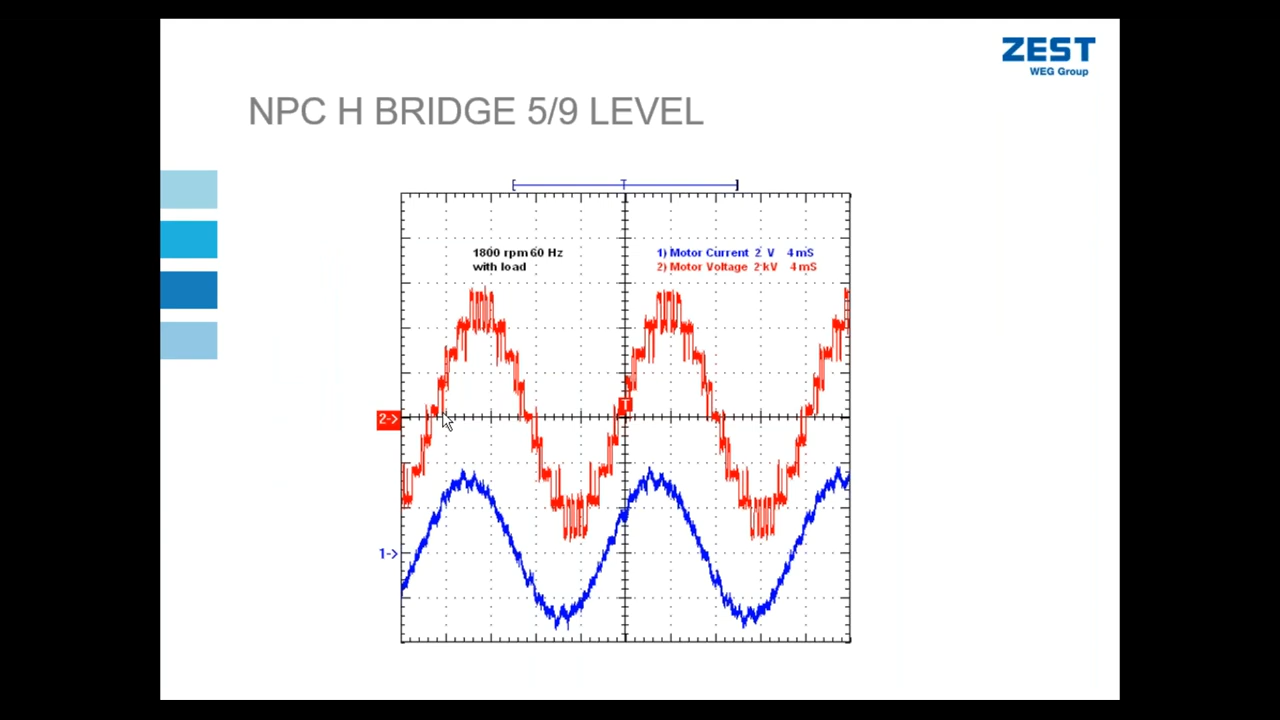 ZEST
WEG Group
NPC H BRIDGE 5/9 LEVEL
T
1800 rpm 60 Hz
with load
1) Motor Current 2 V 4 mS
2) Motor Voltage 2 kV 4 mS
T
2->
1->